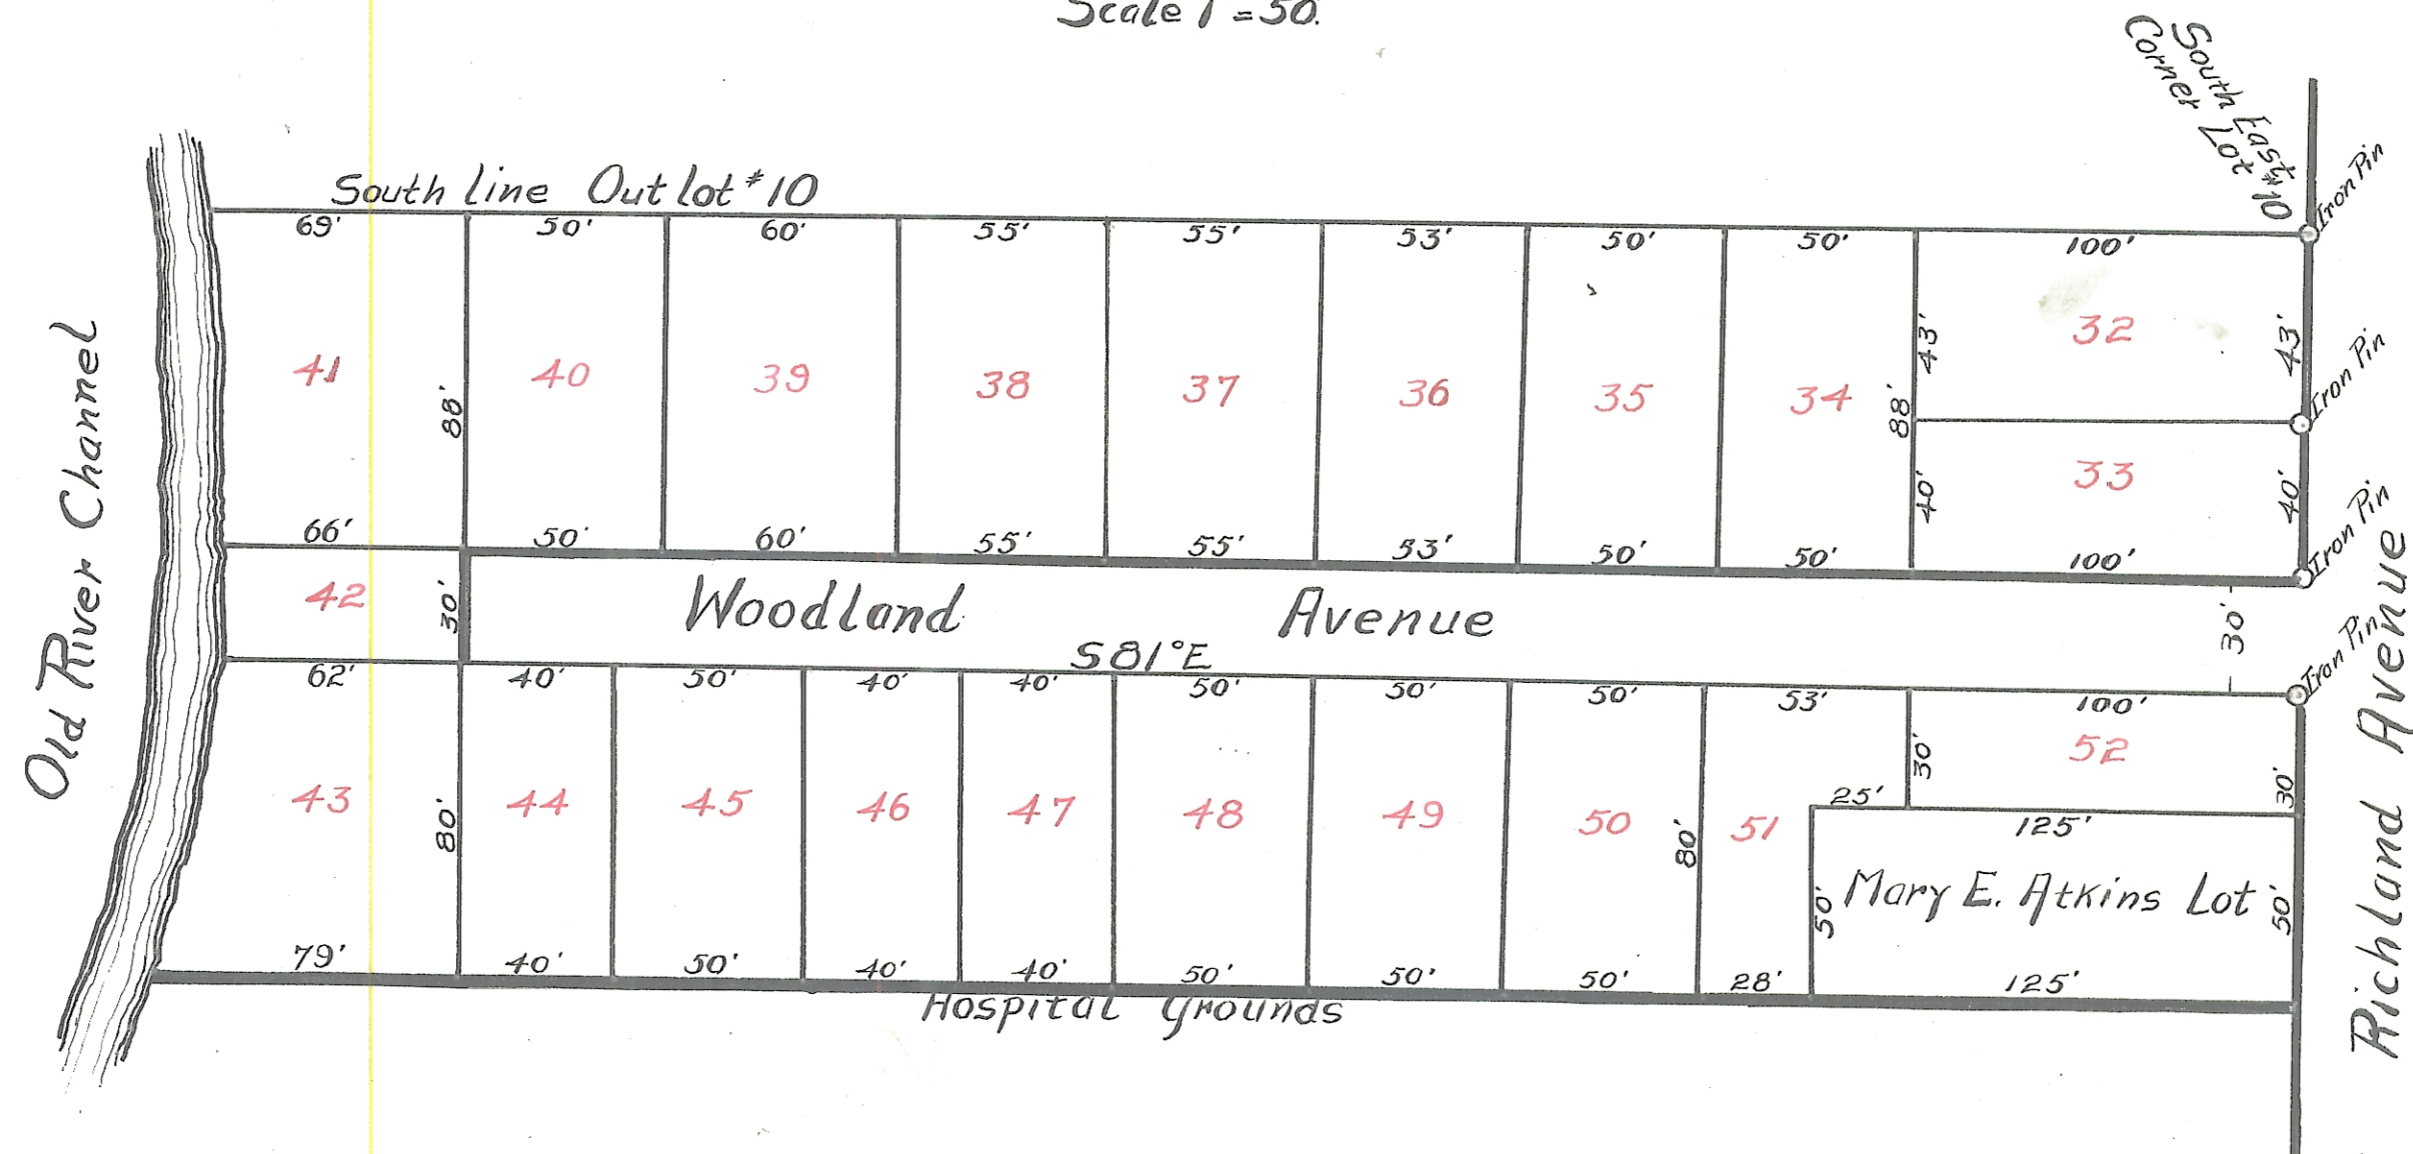 Scale 1" = 50'.
South East
Corner Lot #10
Iron Pin
South line Out lot #10
69' 50' 60' 55' 55' 53' 50' 50' 100'
41 40 39 38 37 36 35 34 32
88' 88' 43' 43'
Iron Pin
33
40' 40'
66' 50' 60' 55' 55' 53' 50' 50' 100'
Iron Pin
42 30' Woodland Avenue 30'
S81°E
Iron Pin
62' 40' 50' 40' 40' 50' 50' 50' 53' 100'
52
30' 30'
25' 125'
43 44 45 46 47 48 49 50 51
80' 80'
Mary E. Atkins Lot
50' 50'
79' 40' 50' 40' 40' 50' 50' 50' 28' 125'
Hospital Grounds
Old River Channel
Richland Avenue